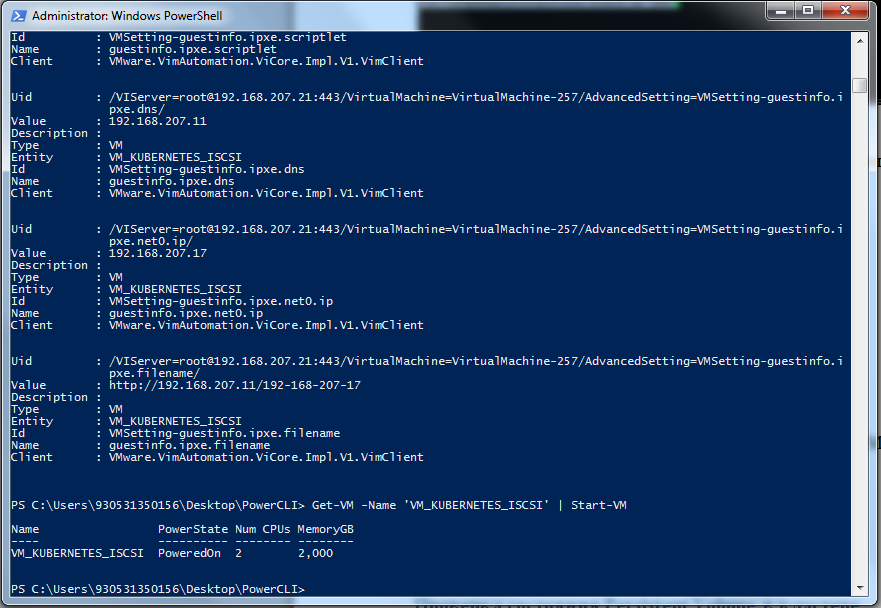 Administrator: Windows PowerShell
Id          : VMSetting-guestinfo.ipxe.scriptlet
Name        : guestinfo.ipxe.scriptlet
Client      : VMware.VimAutomation.ViCore.Impl.V1.VimClient
Uid         : /VIServer=root@192.168.207.21:443/VirtualMachine=VirtualMachine-257/AdvancedSetting=VMSetting-guestinfo.i
              pxe.dns/
Value       : 192.168.207.11
Description :
Type        : VM
Entity      : VM_KUBERNETES_ISCSI
Id          : VMSetting-guestinfo.ipxe.dns
Name        : guestinfo.ipxe.dns
Client      : VMware.VimAutomation.ViCore.Impl.V1.VimClient
Uid         : /VIServer=root@192.168.207.21:443/VirtualMachine=VirtualMachine-257/AdvancedSetting=VMSetting-guestinfo.i
              pxe.net0.ip/
Value       : 192.168.207.17
Description :
Type        : VM
Entity      : VM_KUBERNETES_ISCSI
Id          : VMSetting-guestinfo.ipxe.net0.ip
Name        : guestinfo.ipxe.net0.ip
Client      : VMware.VimAutomation.ViCore.Impl.V1.VimClient
Uid         : /VIServer=root@192.168.207.21:443/VirtualMachine=VirtualMachine-257/AdvancedSetting=VMSetting-guestinfo.i
              pxe.filename/
Value       : http://192.168.207.11/192-168-207-17
Description :
Type        : VM
Entity      : VM_KUBERNETES_ISCSI
Id          : VMSetting-guestinfo.ipxe.filename
Name        : guestinfo.ipxe.filename
Client      : VMware.VimAutomation.ViCore.Impl.V1.VimClient
PS C:\Users\930531350156\Desktop\PowerCLI> Get-VM -Name 'VM_KUBERNETES_ISCSI' | Start-VM
Name                 PowerState Num CPUs MemoryGB
----                 ---------- -------- --------
VM_KUBERNETES_ISCSI  PoweredOn  2        2,000
PS C:\Users\930531350156\Desktop\PowerCLI>